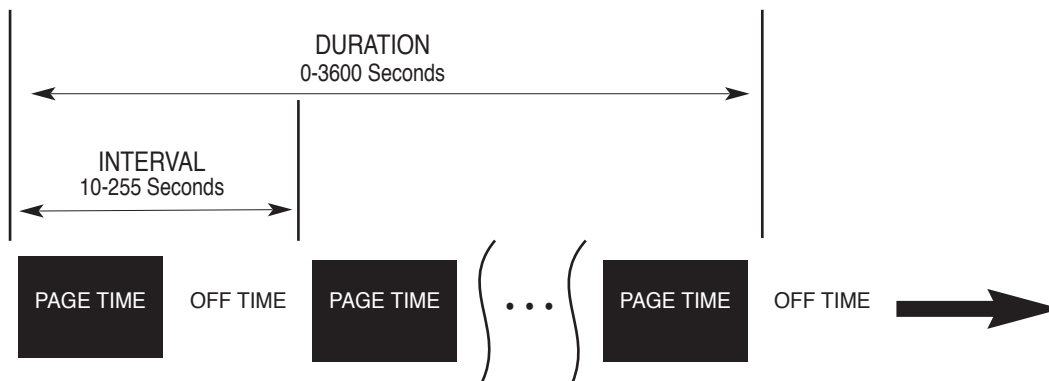 DURATION
0-3600 Seconds
INTERVAL
10-255 Seconds
PAGE TIME OFF TIME PAGE TIME • • • PAGE TIME OFF TIME